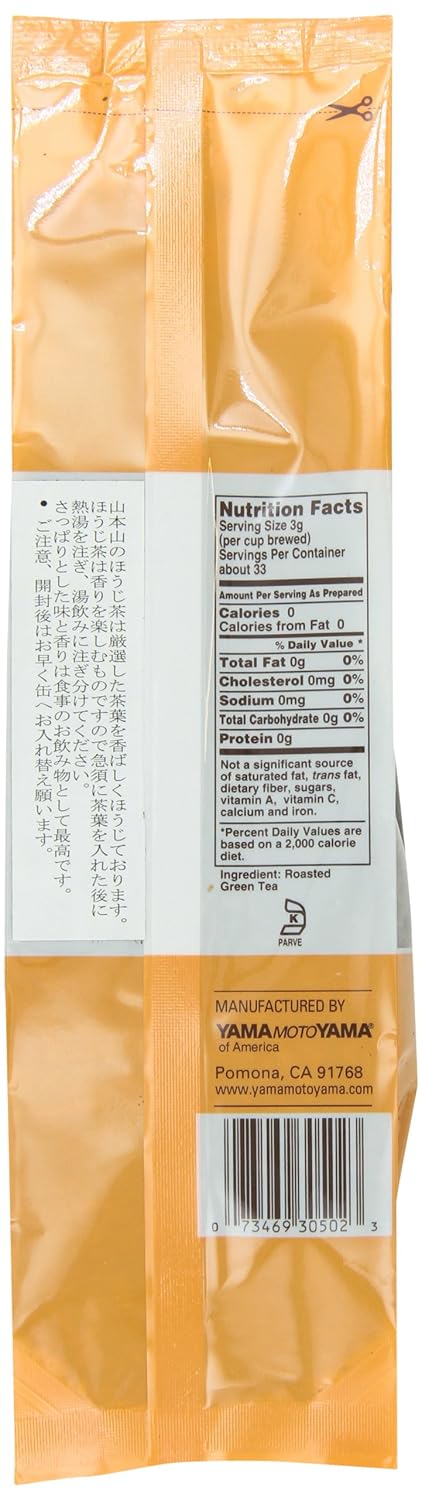 山本山のほうじ茶は厳選した茶葉を香ばしくほうじております。
ほうじ茶は香りを楽しむものですので急須に茶葉を入れた後に
熱湯を注ぎ、湯飲みに注ぎ分けてください。
さっぱりとした味と香りは食事のお飲み物として最高です。
・ご注意、開封後はお早く缶へお入れ替え願います。
Nutrition Facts
Serving Size 3g
(per cup brewed)
Servings Per Container
about 33
Amount Per Serving As Prepared
Calories 0
Calories from Fat 0
% Daily Value *
Total Fat 0g 0%
Cholesterol 0mg 0%
Sodium 0mg 0%
Total Carbohydrate 0g 0%
Protein 0g
Not a significant source
of saturated fat, trans fat,
dietary fiber, sugars,
vitamin A, vitamin C,
calcium and iron.
*Percent Daily Values are
based on a 2,000 calorie
diet.
Ingredient: Roasted
Green Tea
K
PARVE
MANUFACTURED BY
YAMAMOTOYAMA®
of America
Pomona, CA 91768
www.yamamotoyama.com
0 73469 30502 3